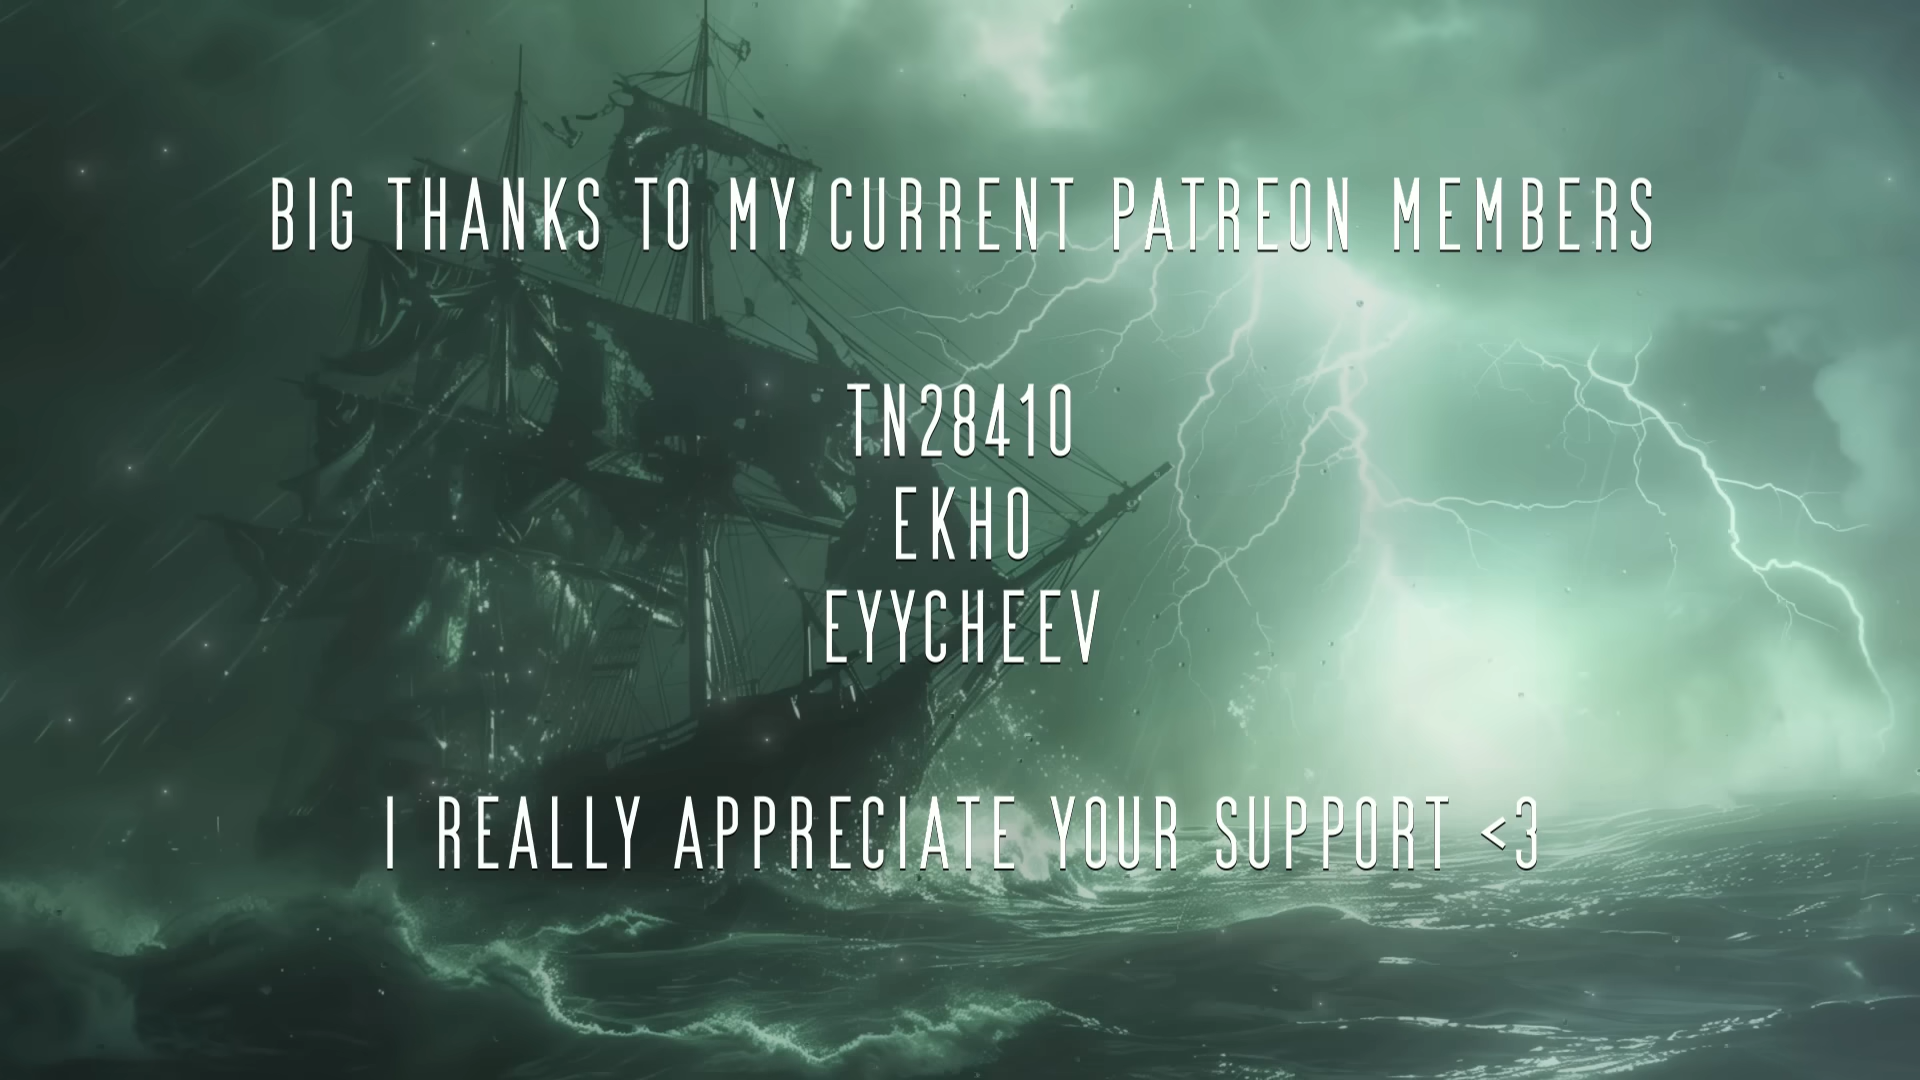 BIG THANKS TO MY CURRENT PATREON MEMBERS
TN28410
EKHO
EYYCHEEV
I REALLY APPRECIATE YOUR SUPPORT <3